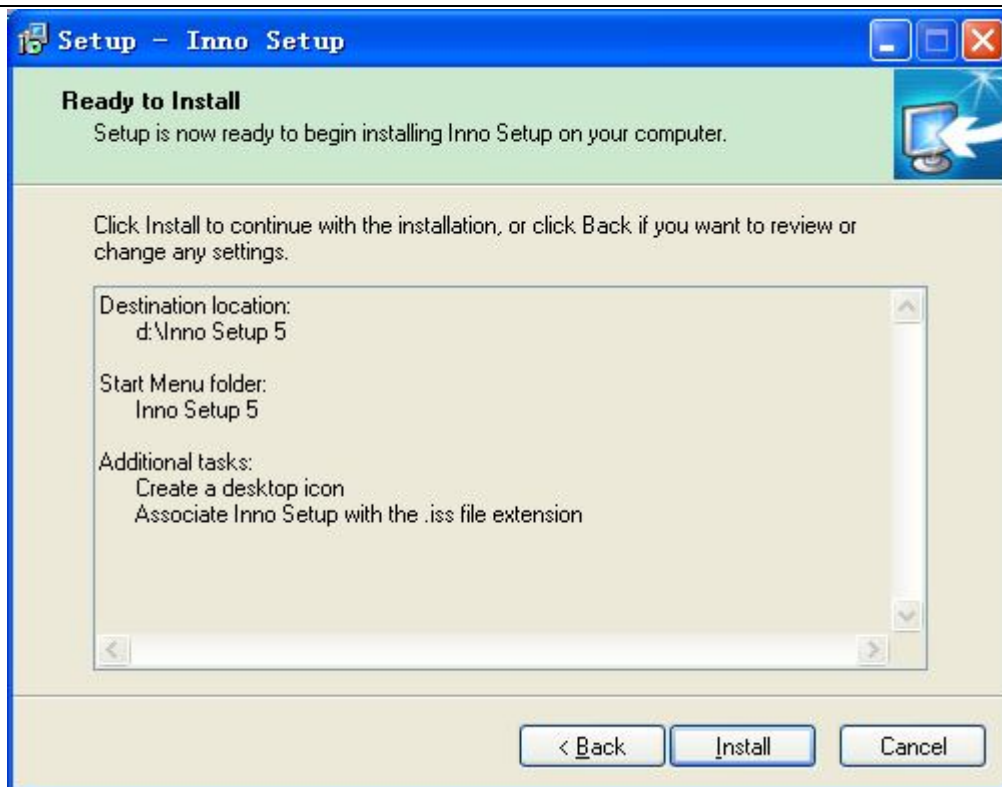 Setup - Inno Setup
Ready to Install
Setup is now ready to begin installing Inno Setup on your computer.
Click Install to continue with the installation, or click Back if you want to review or
change any settings.
Destination location:
d:\Inno Setup 5
Start Menu folder:
Inno Setup 5
Additional tasks:
Create a desktop icon
Associate Inno Setup with the .iss file extension
< Back
Install
Cancel